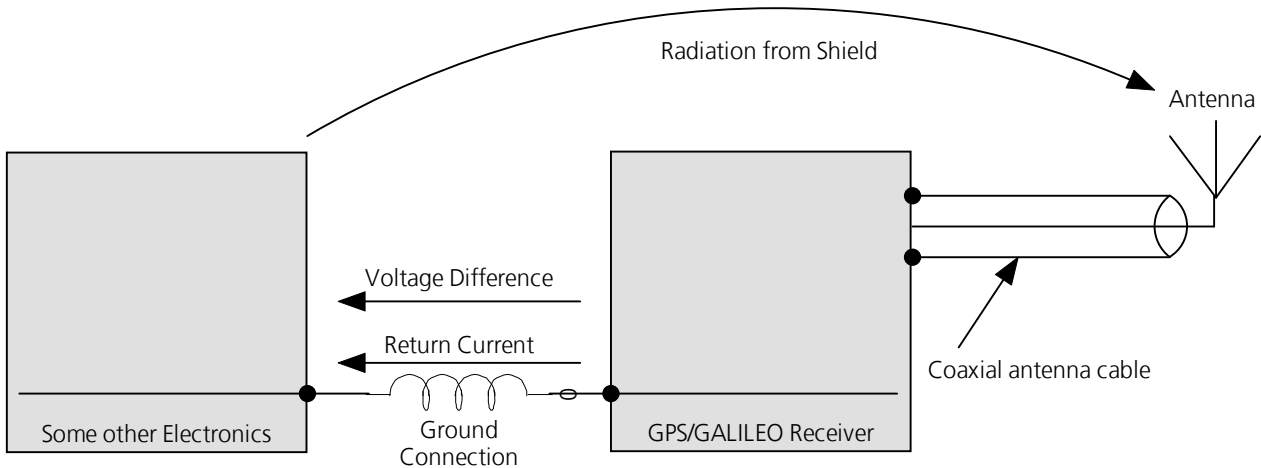 Radiation from Shield
Antenna
Voltage Difference
Return Current
Coaxial antenna cable
Some other Electronics
Ground
Connection
GPS/GALILEO Receiver